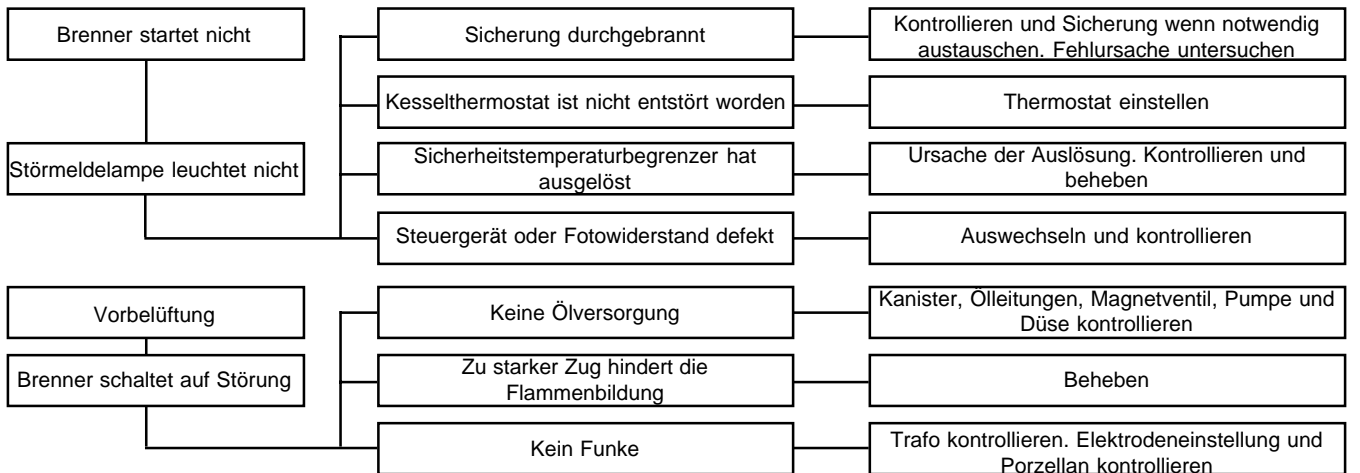 Brenner startet nicht
Sicherung durchgebrannt
Kontrollieren und Sicherung wenn notwendig
austauschen. Fehlursache untersuchen
Kesselthermostat ist nicht entstört worden
Thermostat einstellen
Störmeldelampe leuchtet nicht
Sicherheitstemperaturbegrenzer hat
ausgelöst
Ursache der Auslösung. Kontrollieren und
beheben
Steuergerät oder Fotowiderstand defekt
Auswechseln und kontrollieren
Vorbelüftung
Keine Ölversorgung
Kanister, Ölleitungen, Magnetventil, Pumpe und
Düse kontrollieren
Brenner schaltet auf Störung
Zu starker Zug hindert die
Flammenbildung
Beheben
Kein Funke
Trafo kontrollieren. Elektrodeneinstellung und
Porzellan kontrollieren